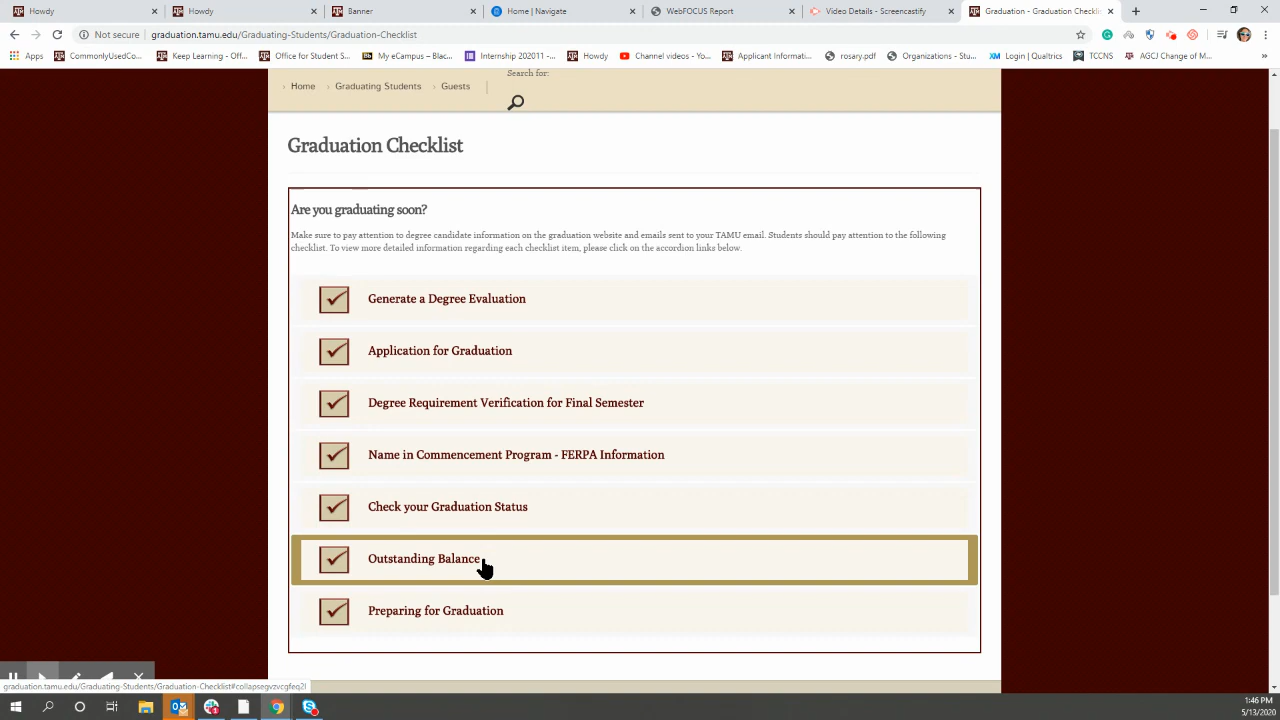 Howdy
Howdy
Banner
Home | Navigate
WebFOCUS Report
Video Details - Screencastify
Graduation - Graduation Checkli
Not secure | graduation.tamu.edu/Graduating-Students/Graduation-Checklist
Apps
CommonlyUsedCo...
Keep Learning - Off...
Office for Student S...
My eCampus – Blac...
Internship 202011 -...
Howdy
Channel videos - Yo...
Applicant Informati...
rosary.pdf
Organizations - Sy...
Login | Qualtrics
TCCNS
AGCJ Change of M...
Search for:
Home
Graduating Students
Guests
Graduation Checklist
Are you graduating soon?
Make sure to pay attention to degree candidate information on the graduation website and emails sent to your TAMU email. Students should pay attention to the following
checklist. To view more detailed information regarding each checklist item, please click on the accordion links below.
Generate a Degree Evaluation
Application for Graduation
Degree Requirement Verification for Final Semester
Name in Commencement Program - FERPA Information
Check your Graduation Status
Outstanding Balance
Preparing for Graduation
1:46 PM
5/13/2020